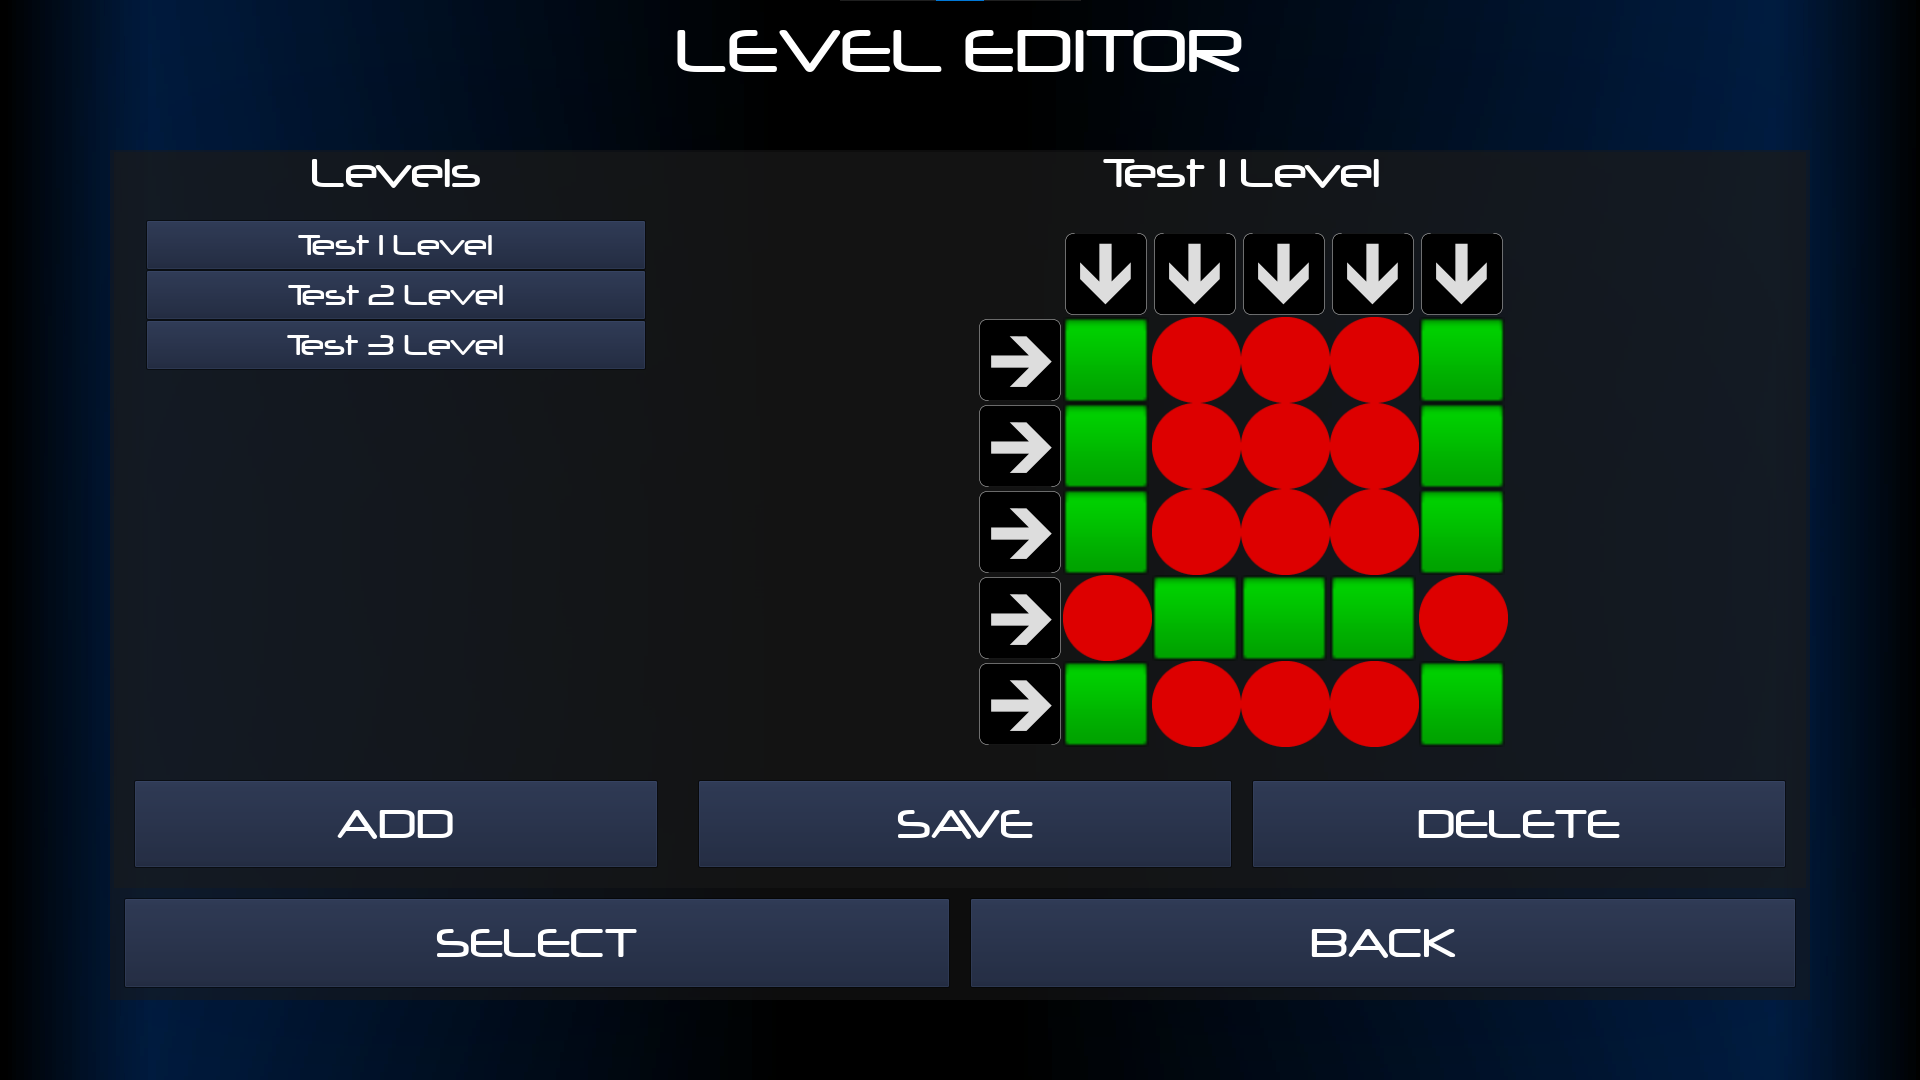 LEVEL EDITOR
Levels
Test 1 Level
Test 1 Level
Test 2 Level
Test 3 Level
ADD
SAVE
DELETE
SELECT
BACK